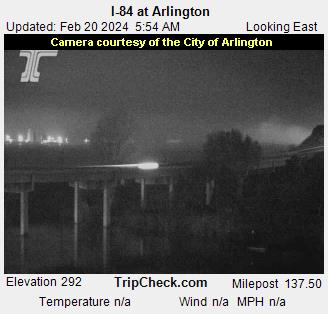 I-84 at Arlington
Updated: Feb 20 2024 5:54 AM Looking East
Camera courtesy of the City of Arlington
Elevation 292 TripCheck.com Milepost 137.50
Temperature n/a Wind n/a MPH n/a